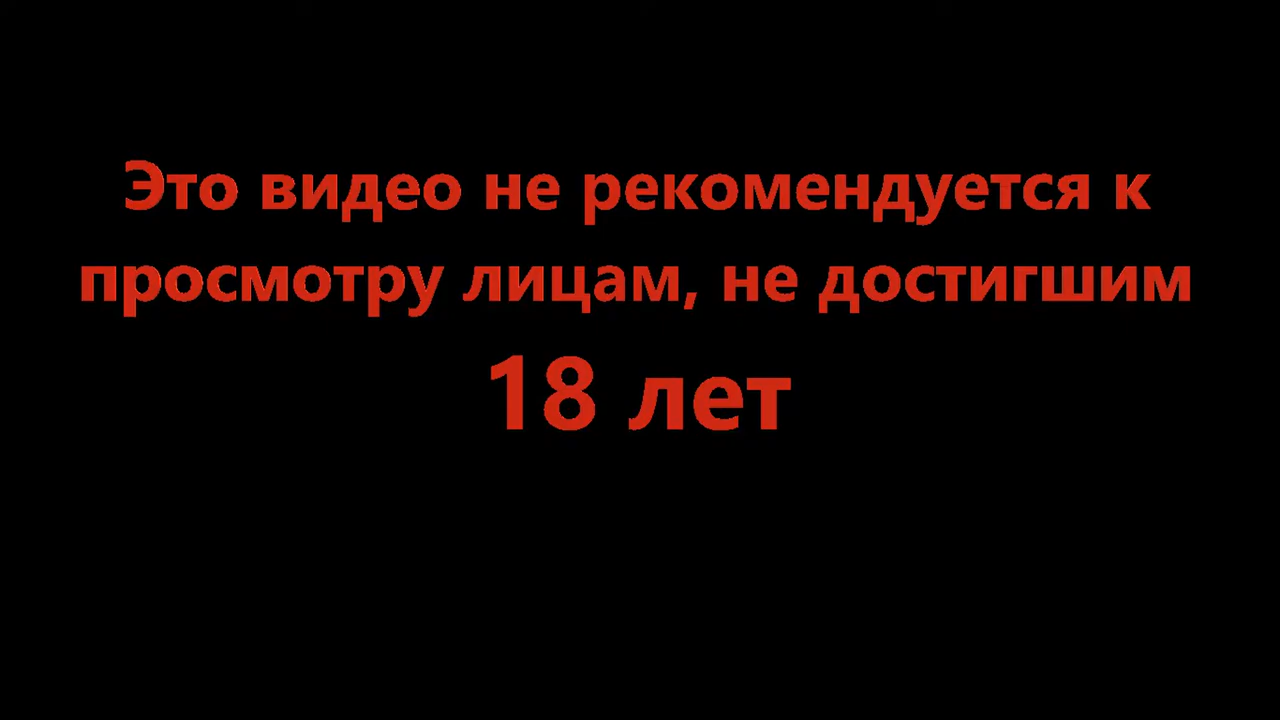 Это видео не рекомендуется к
просмотру лицам, не достигшим
18 лет